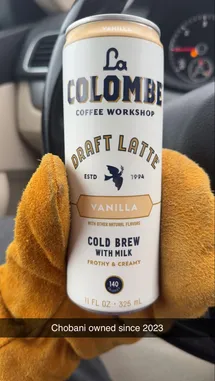 VANILLA
La
COLOMBE
COFFEE WORKSHOP
DRAFT LATTE
ESTD 1994
VANILLA
WITH OTHER NATURAL FLAVORS
COLD BREW
WITH MILK
FROTHY & CREAMY
140
11 FL OZ - 325 mL
Chobani owned since 2023